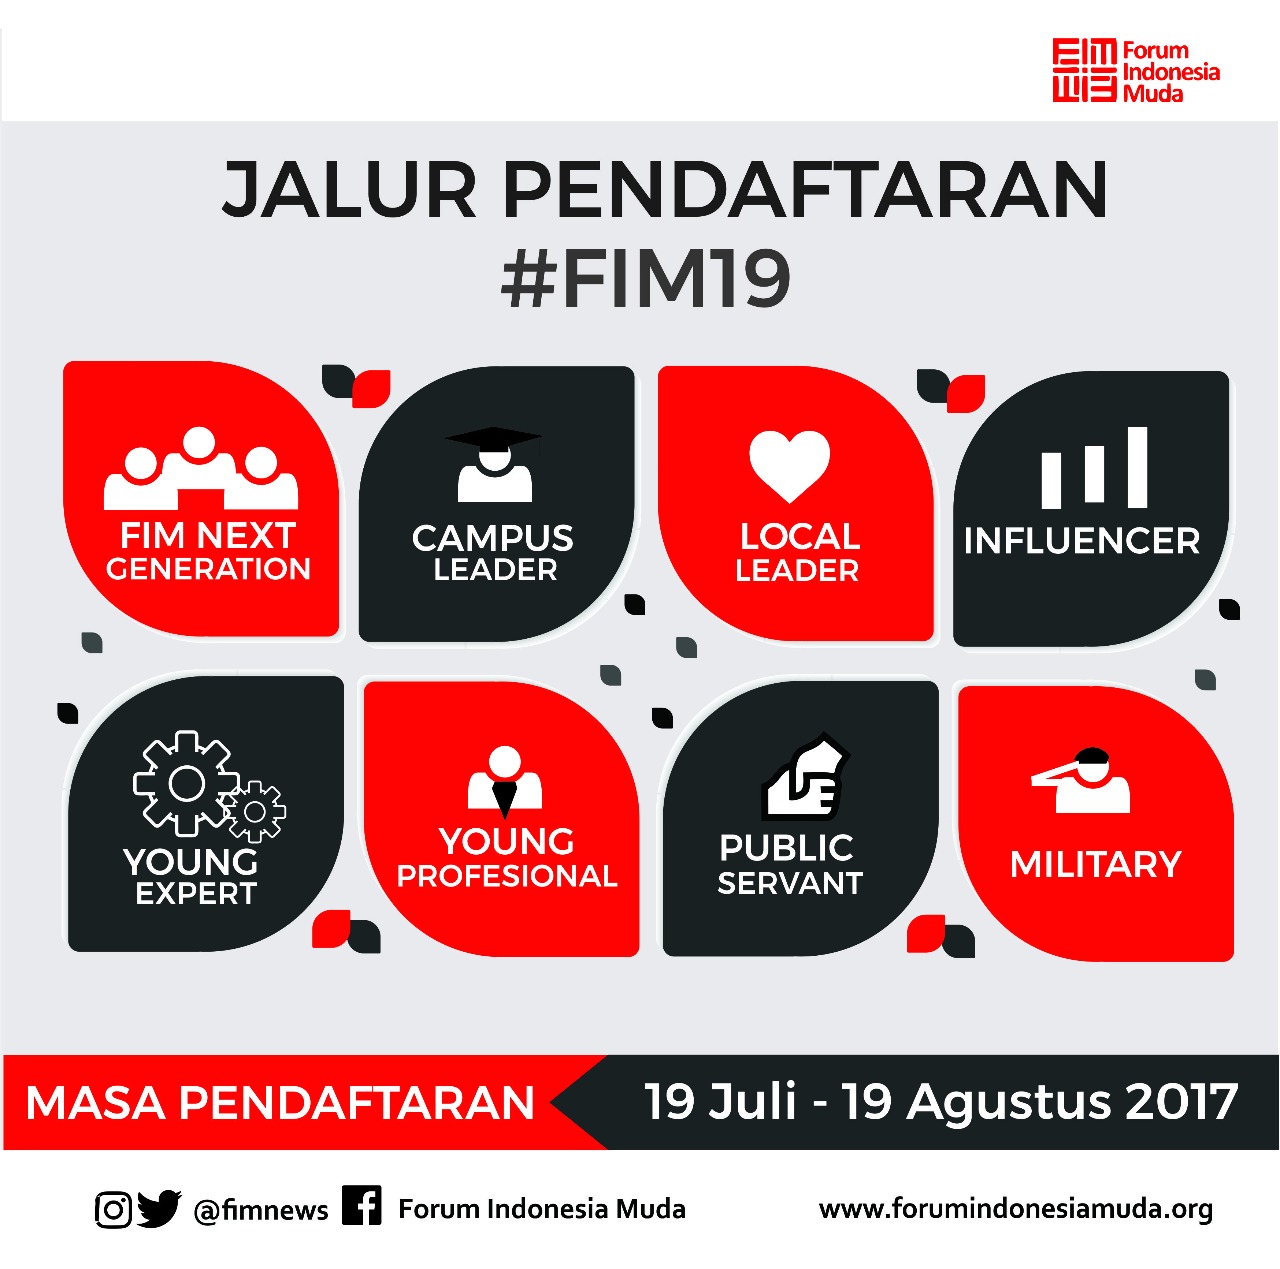 Forum
Indonesia
Muda
JALUR PENDAFTARAN
#FIM19
FIM NEXT
GENERATION
CAMPUS
LEADER
LOCAL
LEADER
INFLUENCER
YOUNG
EXPERT
YOUNG
PROFESIONAL
PUBLIC
SERVANT
MILITARY
MASA PENDAFTARAN
19 Juli - 19 Agustus 2017
@fimnews
Forum Indonesia Muda
www.forumindonesiamuda.org